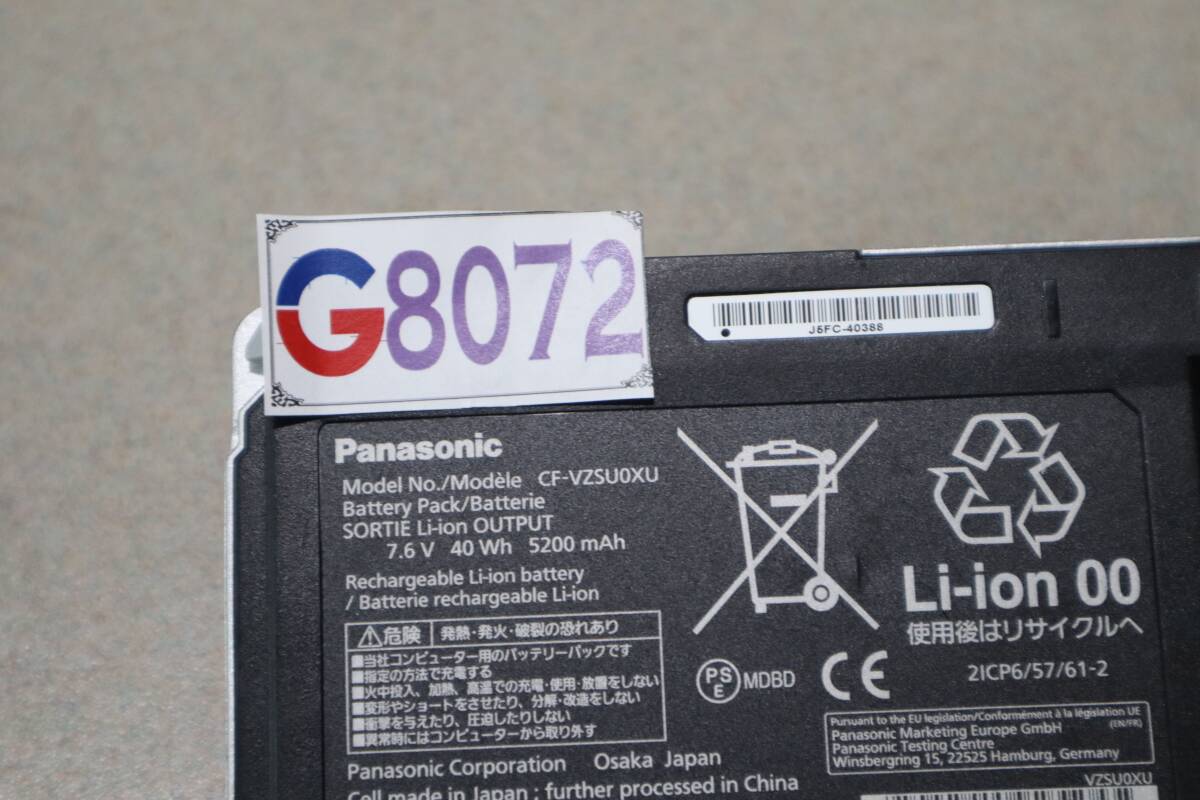 G8072
J5FC-40388
Panasonic
Model No./Modèle CF-VZSU0XU
Battery Pack/Batterie
SORTIE Li-ion OUTPUT
7.6 V 40 Wh 5200 mAh
Rechargeable Li-ion battery
/ Batterie rechargeable Li-ion
危険 発熱・発火・破裂の恐れあり
■当社コンピューター用のバッテリーパックです
■指定の方法で充電する
■火中投入、加熱、高温での充電・使用・放置をしない
■変形やショートをさせたり、分解・改造をしない
■衝撃を与えたり、圧迫したりしない
■異常時にはコンピューターから取り外す
Panasonic Corporation Osaka Japan
Cell made in Japan ; further processed in China
Li-ion 00
使用後はリサイクルへ
PS
E
MDBD
CE
2ICP6/57/61-2
Pursuant to the EU legislation/Conformément à la législation UE
(EN/FR)
Panasonic Marketing Europe GmbH
Panasonic Testing Centre
Winsbergring 15, 22525 Hamburg, Germany
VZSU0XU